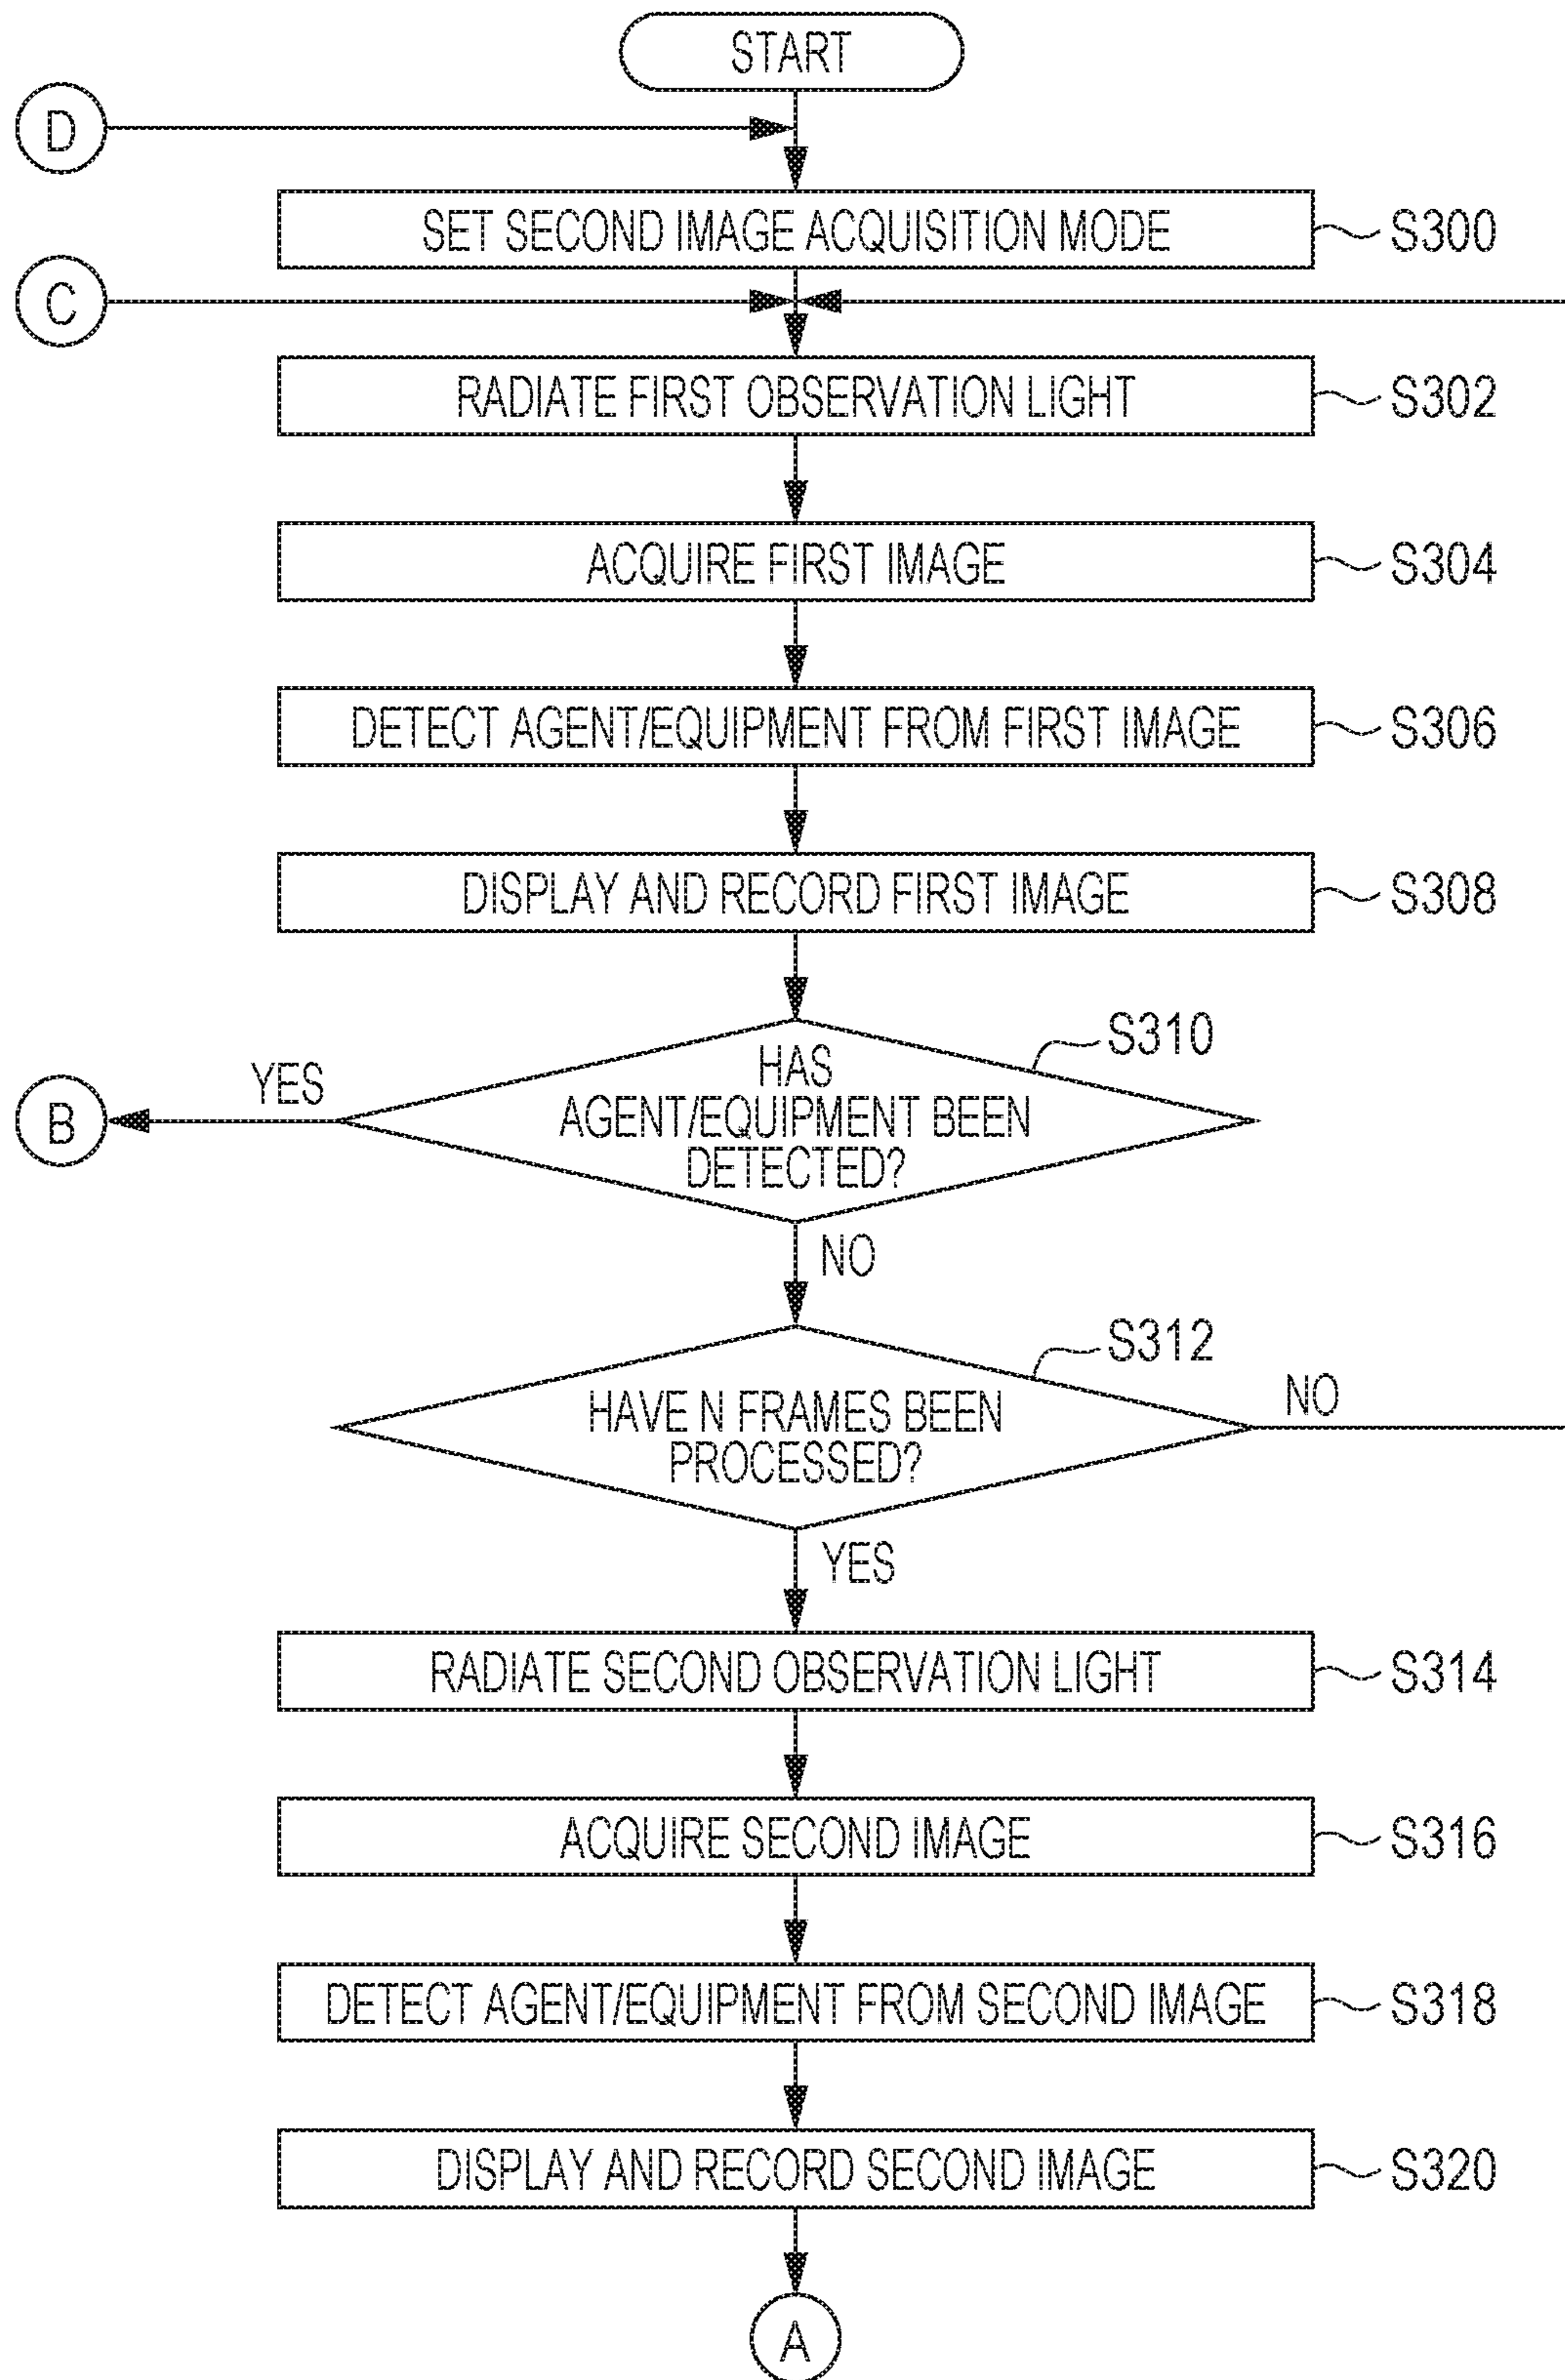 START
D
SET SECOND IMAGE ACQUISITION MODE
S300
C
RADIATE FIRST OBSERVATION LIGHT
S302
ACQUIRE FIRST IMAGE
S304
DETECT AGENT/EQUIPMENT FROM FIRST IMAGE
S306
DISPLAY AND RECORD FIRST IMAGE
S308
S310
HAS
AGENT/EQUIPMENT BEEN
DETECTED?
YES
B
NO
S312
HAVE N FRAMES BEEN
PROCESSED?
NO
YES
RADIATE SECOND OBSERVATION LIGHT
S314
ACQUIRE SECOND IMAGE
S316
DETECT AGENT/EQUIPMENT FROM SECOND IMAGE
S318
DISPLAY AND RECORD SECOND IMAGE
S320
A